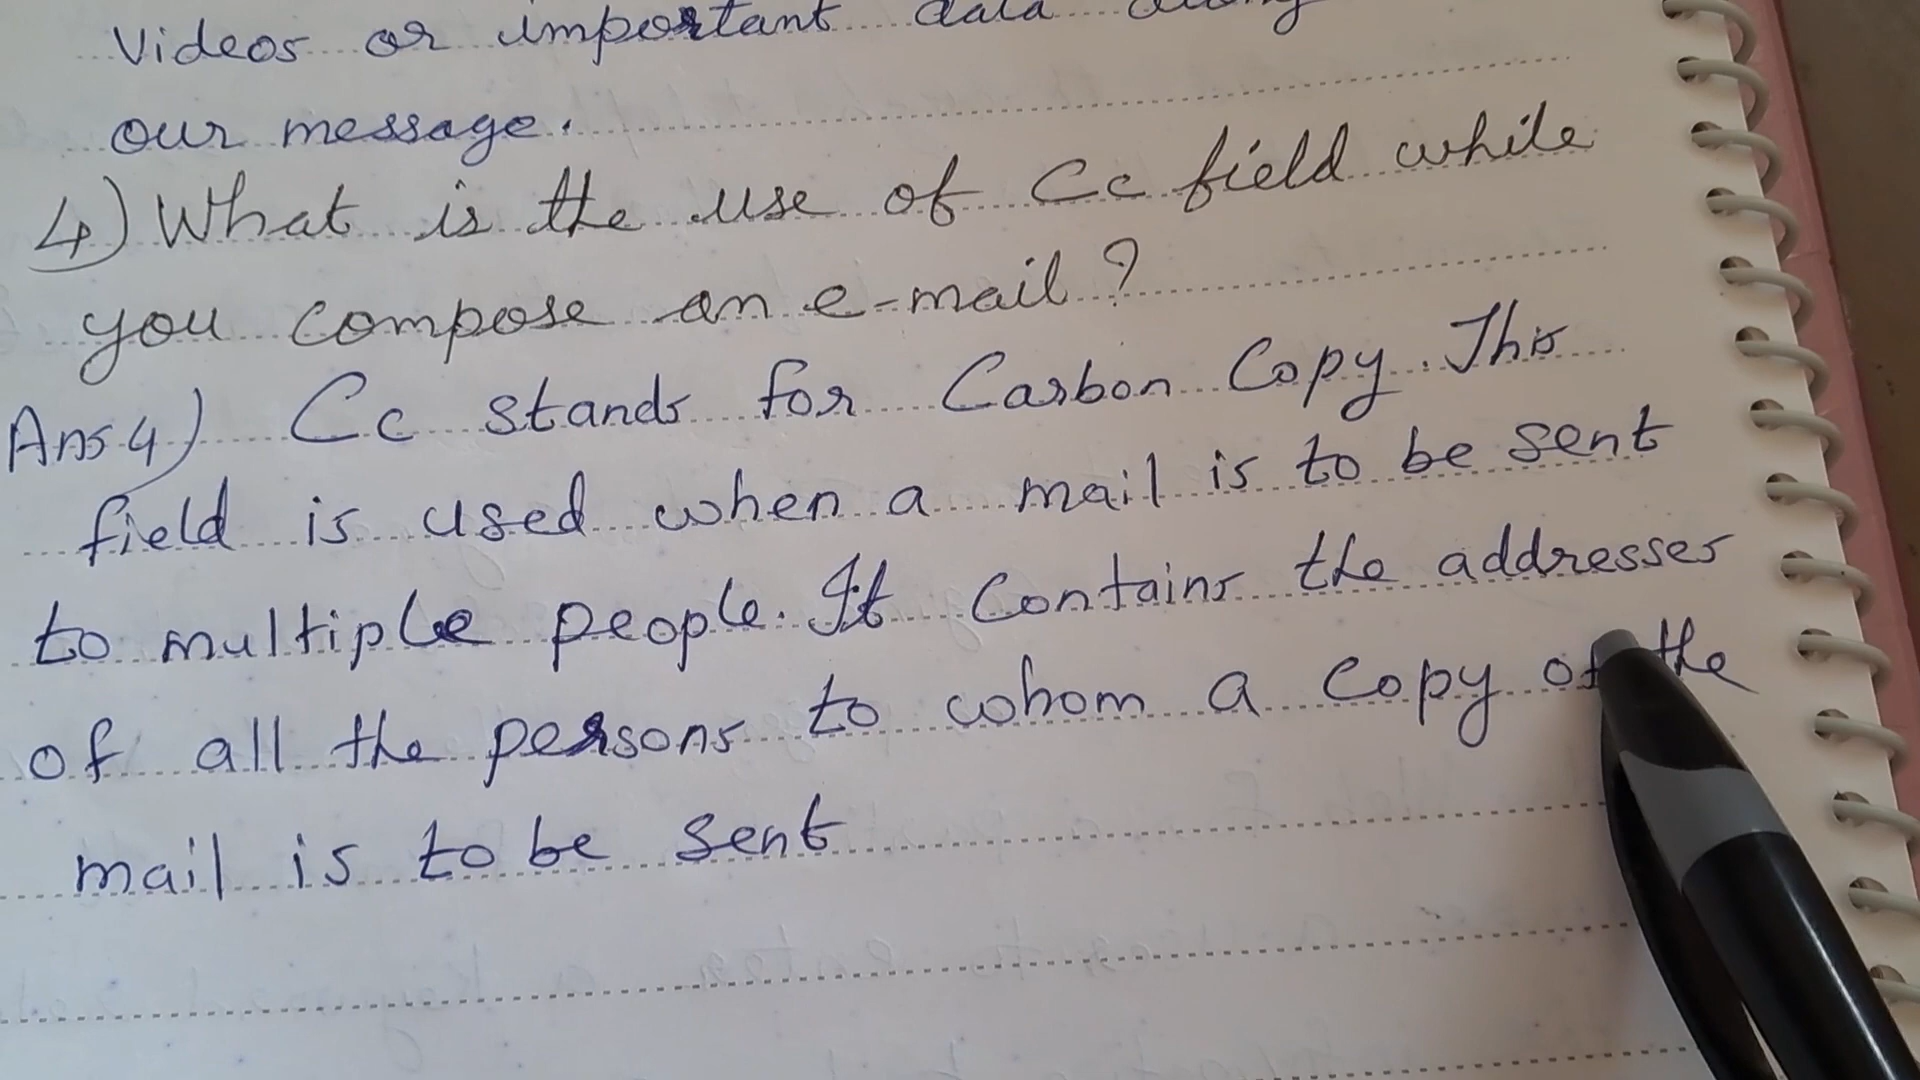 Videos or important data along
our message.
4) What is the use of Cc field while
you compose an e-mail?
Ans 4) Cc stands for Carbon Copy. This
field is used when a mail is to be sent
to multiple people. It contains the addresses
of all the persons to whom a copy of the
mail is to be sent